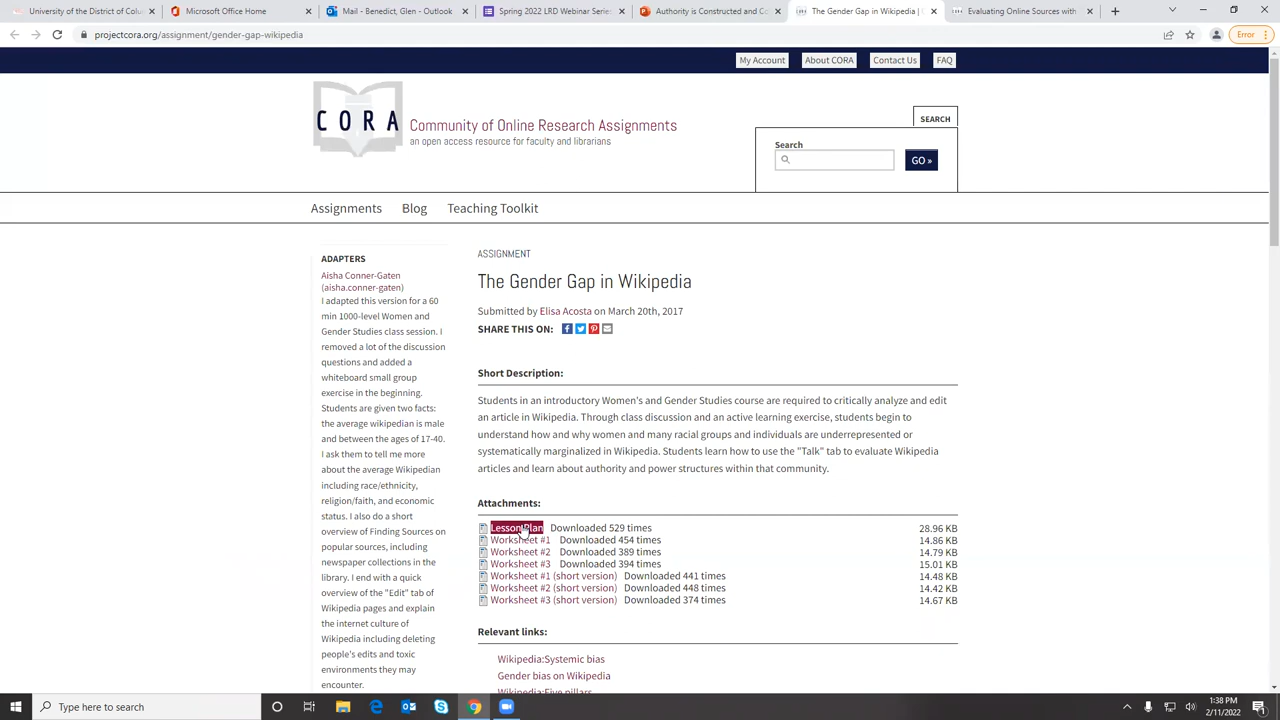 University of the District of Colu
Microsoft Office Home
Mail - Benedict, Glen - Outlook
Spring 2022 LRD Webinar Series
Authority is Constructed and Co
The Gender Gap in Wikipedia |
Evaluating Online Sources with
projectcora.org/assignment/gender-gap-wikipedia
Error
My Account
About CORA
Contact Us
FAQ
CORA
Community of Online Research Assignments
an open access resource for faculty and librarians
SEARCH
Search
GO »
Assignments
Blog
Teaching Toolkit
ADAPTERS
Aisha Conner-Gaten
(aisha.conner-gaten)
I adapted this version for a 60
min 1000-level Women and
Gender Studies class session. I
removed a lot of the discussion
questions and added a
whiteboard small group
exercise in the beginning.
Students are given two facts:
the average wikipedian is male
and between the ages of 17-40.
I ask them to tell me more
about the average Wikipedian
including race/ethnicity,
religion/faith, and economic
status. I also do a short
overview of Finding Sources on
popular sources, including
newspaper collections in the
library. I end with a quick
overview of the "Edit" tab of
Wikipedia pages and explain
the internet culture of
Wikipedia including deleting
people's edits and toxic
environments they may
encounter.
ASSIGNMENT
The Gender Gap in Wikipedia
Submitted by Elisa Acosta on March 20th, 2017
SHARE THIS ON:
Short Description:
Students in an introductory Women's and Gender Studies course are required to critically analyze and edit
an article in Wikipedia. Through class discussion and an active learning exercise, students begin to
understand how and why women and many racial groups and individuals are underrepresented or
systematically marginalized in Wikipedia. Students learn how to use the "Talk" tab to evaluate Wikipedia
articles and learn about authority and power structures within that community.
Attachments:
Lesson Plan Downloaded 529 times 28.96 KB
Worksheet #1 Downloaded 454 times 14.86 KB
Worksheet #2 Downloaded 389 times 14.79 KB
Worksheet #3 Downloaded 394 times 15.01 KB
Worksheet #1 (short version) Downloaded 441 times 14.48 KB
Worksheet #2 (short version) Downloaded 448 times 14.42 KB
Worksheet #3 (short version) Downloaded 374 times 14.67 KB
Relevant links:
Wikipedia:Systemic bias
Gender bias on Wikipedia
Wikipedia:Five pillars
Type here to search
1:38 PM
2/11/2022